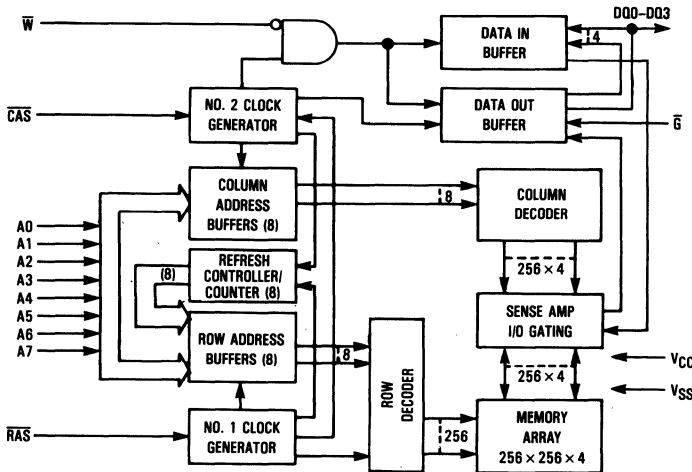 W̅
DATA IN
BUFFER
DQ0-DQ3
4
C̅A̅S̅
NO. 2 CLOCK
GENERATOR
DATA OUT
BUFFER
G̅
COLUMN
ADDRESS
BUFFERS (8)
8
COLUMN
DECODER
A0
A1
A2
A3
A4
A5
A6
A7
(8)
REFRESH
CONTROLLER/
COUNTER (8)
256 × 4
SENSE AMP
I/O GATING
ROW ADDRESS
BUFFERS (8)
8
ROW
DECODER
256 × 4
VCC
VSS
R̅A̅S̅
NO. 1 CLOCK
GENERATOR
256
MEMORY
ARRAY
256 × 256 × 4